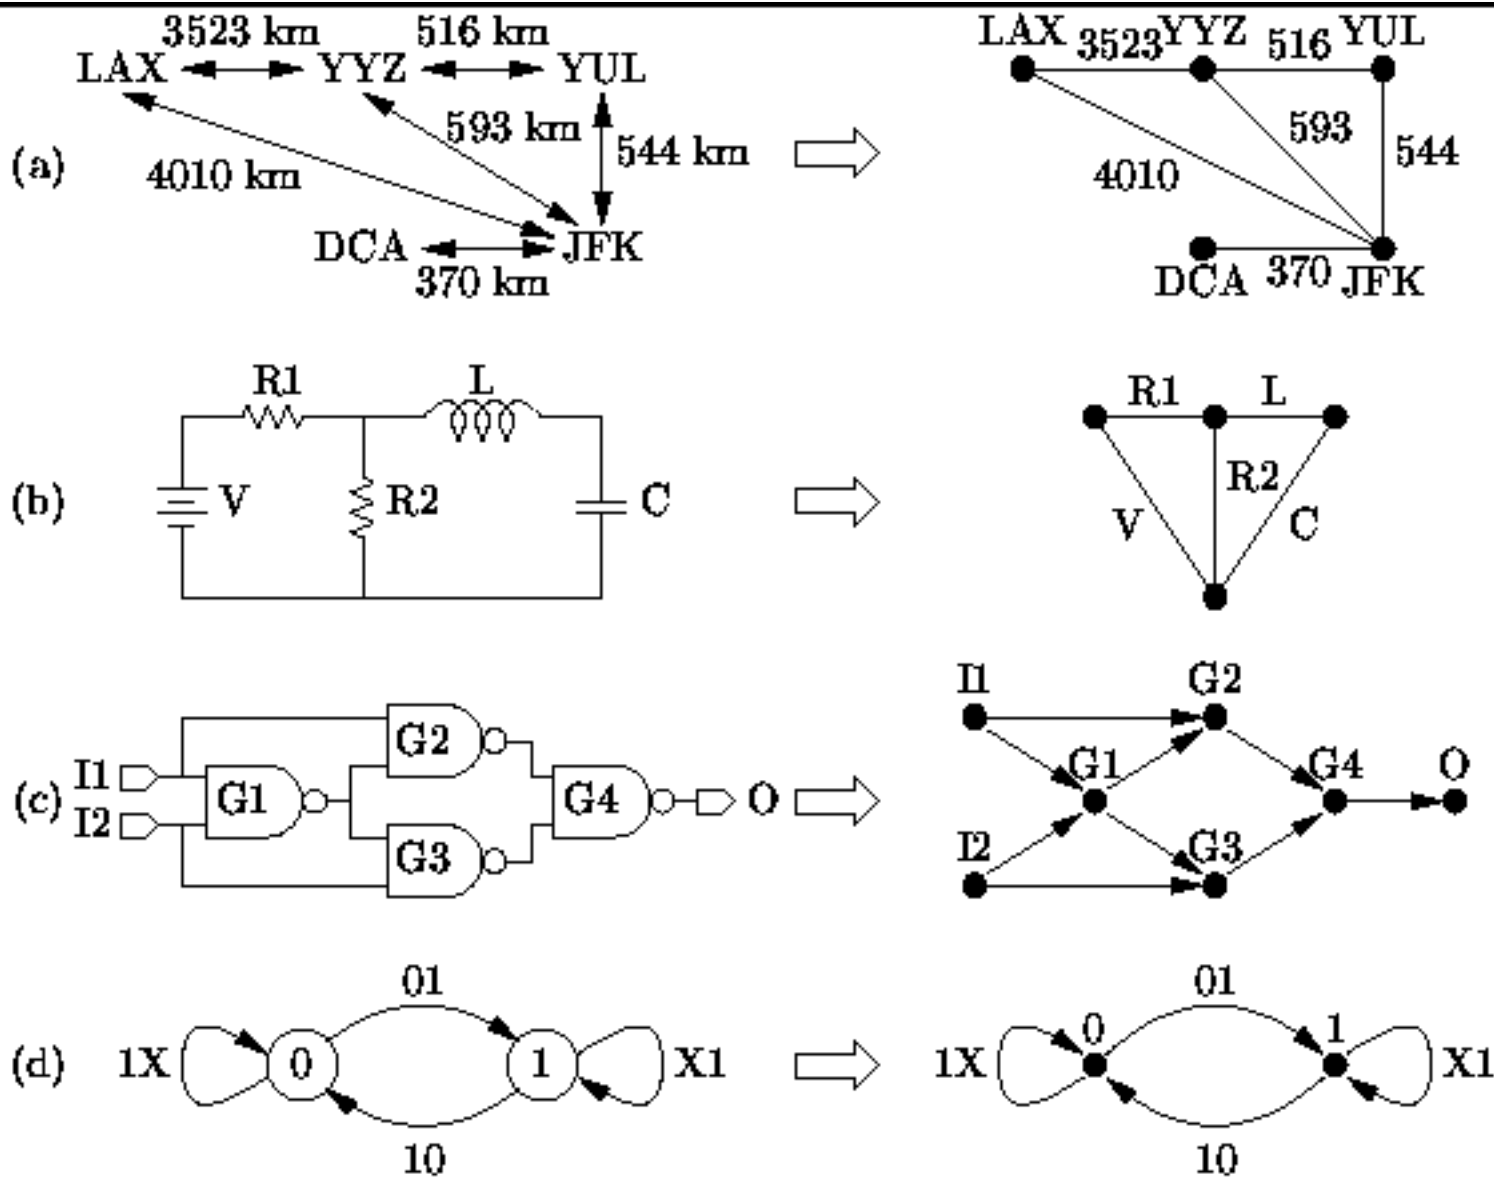 3523 km 516 km
LAX YYZ YUL
593 km
544 km
(a)
4010 km
DCA JFK
370 km
LAX 3523 YYZ 516 YUL
593
544
4010
DCA 370 JFK
R1 L
(b) V R2 C
R1 L
R2
V C
G2
I1
(c) G1 G4 O
I2
G3
I1 G2
G1 G4 O
I2 G3
01
(d) 1X 0 1 X1
10
01
0 1
1X X1
10